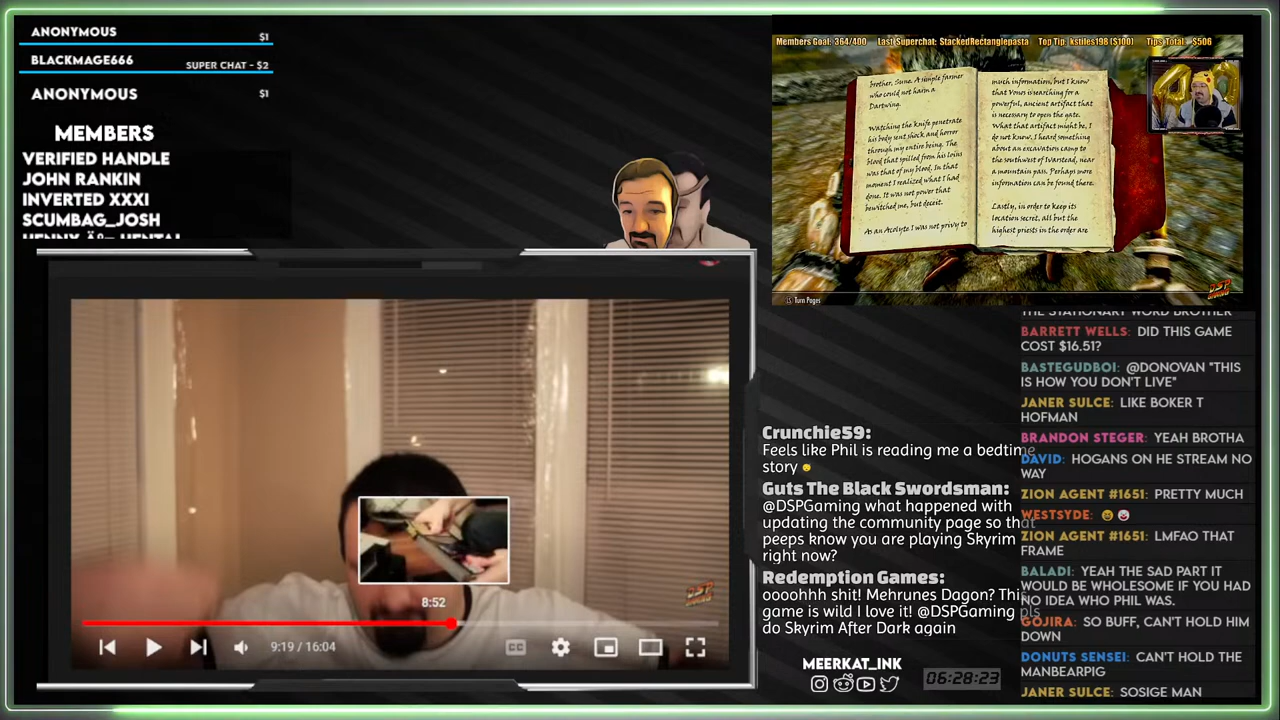 ANONYMOUS
$1
BLACKMAGE666
SUPER CHAT - $2
ANONYMOUS
$1
MEMBERS
VERIFIED HANDLE
JOHN RANKIN
INVERTED XXXI
SCUMBAG_JOSH
Members Goal: 364/400 Last Superchat: StackedRectanglepasta Top Tip: kstiles198 ($100) Tips Total: $506
brother, Sune. A simple farmer
who could not harm a
Dartwing.
Watching the knife penetrate
his body sent shock and horror
through my entire being. The
blood that spilled from his loins
was that of my blood. In that
moment I realized what I had
done. It was not power that
bewitched me, but deceit.
As an Acolyte I was not privy to
much information, but I know
that Vonos is searching for a
powerful, ancient artifact that
is necessary to open the gate.
What that artifact might be, I
do not know. I heard something
about an excavation camp to
the southwest of Ivarstead, near
a mountain pass. Perhaps more
information can be found there.
Lastly, in order to keep its
location secret, all but the
highest priests in the order are
Turn Pages
DSP
GAMING
8:52
9:19 / 16:04
CC
DSP
GAMING
Crunchie59:
Feels like Phil is reading me a bedtime
story
Guts The Black Swordsman:
@DSPGaming what happened with
updating the community page so that
peeps know you are playing Skyrim
right now?
Redemption Games:
oooohh shit! Mehrunes Dagon? This
game is wild I love it! @DSPGaming pls
do Skyrim After Dark again
MEERKAT_INK
06:28:23
THE STATIONARY WORD BROTHER
BARRETT WELLS: DID THIS GAME
COST $16.51?
BASTEGUDBOI: @DONOVAN "THIS
IS HOW YOU DON'T LIVE"
JANER SULCE: LIKE BOKER T
HOFMAN
BRANDON STEGER: YEAH BROTHA
DAVID: HOGANS ON HE STREAM NO
WAY
ZION AGENT #1651: PRETTY MUCH
WESTSYDE:
ZION AGENT #1651: LMFAO THAT
FRAME
BALADI: YEAH THE SAD PART IT
WOULD BE WHOLESOME IF YOU HAD
NO IDEA WHO PHIL WAS.
GOJIRA: SO BUFF, CAN'T HOLD HIM
DOWN
DONUTS SENSEI: CAN'T HOLD THE
MANBEARPIG
JANER SULCE: SOSIGE MAN